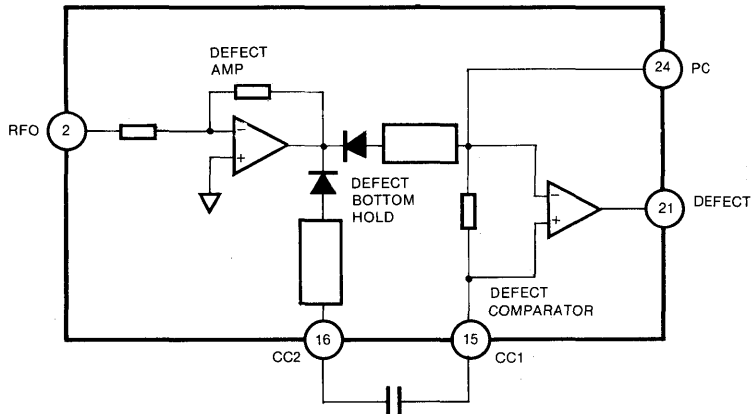 DEFECT
AMP
24
PC
RFO
2
−
+
DEFECT
BOTTOM
HOLD
−
+
21
DEFECT
DEFECT
COMPARATOR
16
15
CC2
CC1